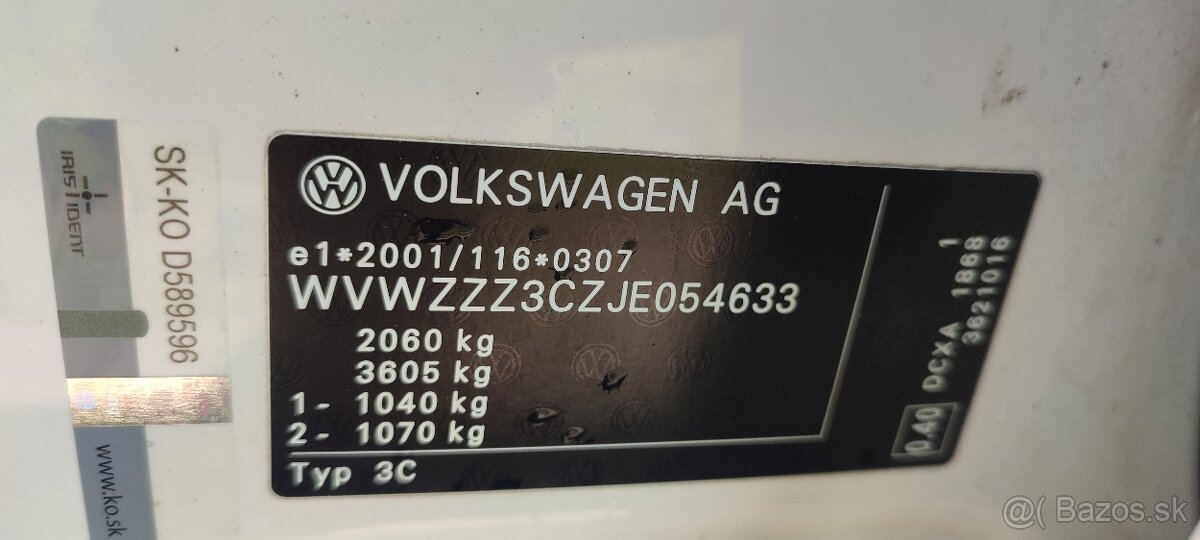 VOLKSWAGEN AG
e1*2001/116*0307
WVWZZZ3CZJE054633
2060 kg
3605 kg
1- 1040 kg
2- 1070 kg
Typ 3C
1
DCXA 1868
3621016
0.40
SK-KO D589596
IRIS IDENT
www.ko.sk
@( Bazos.sk